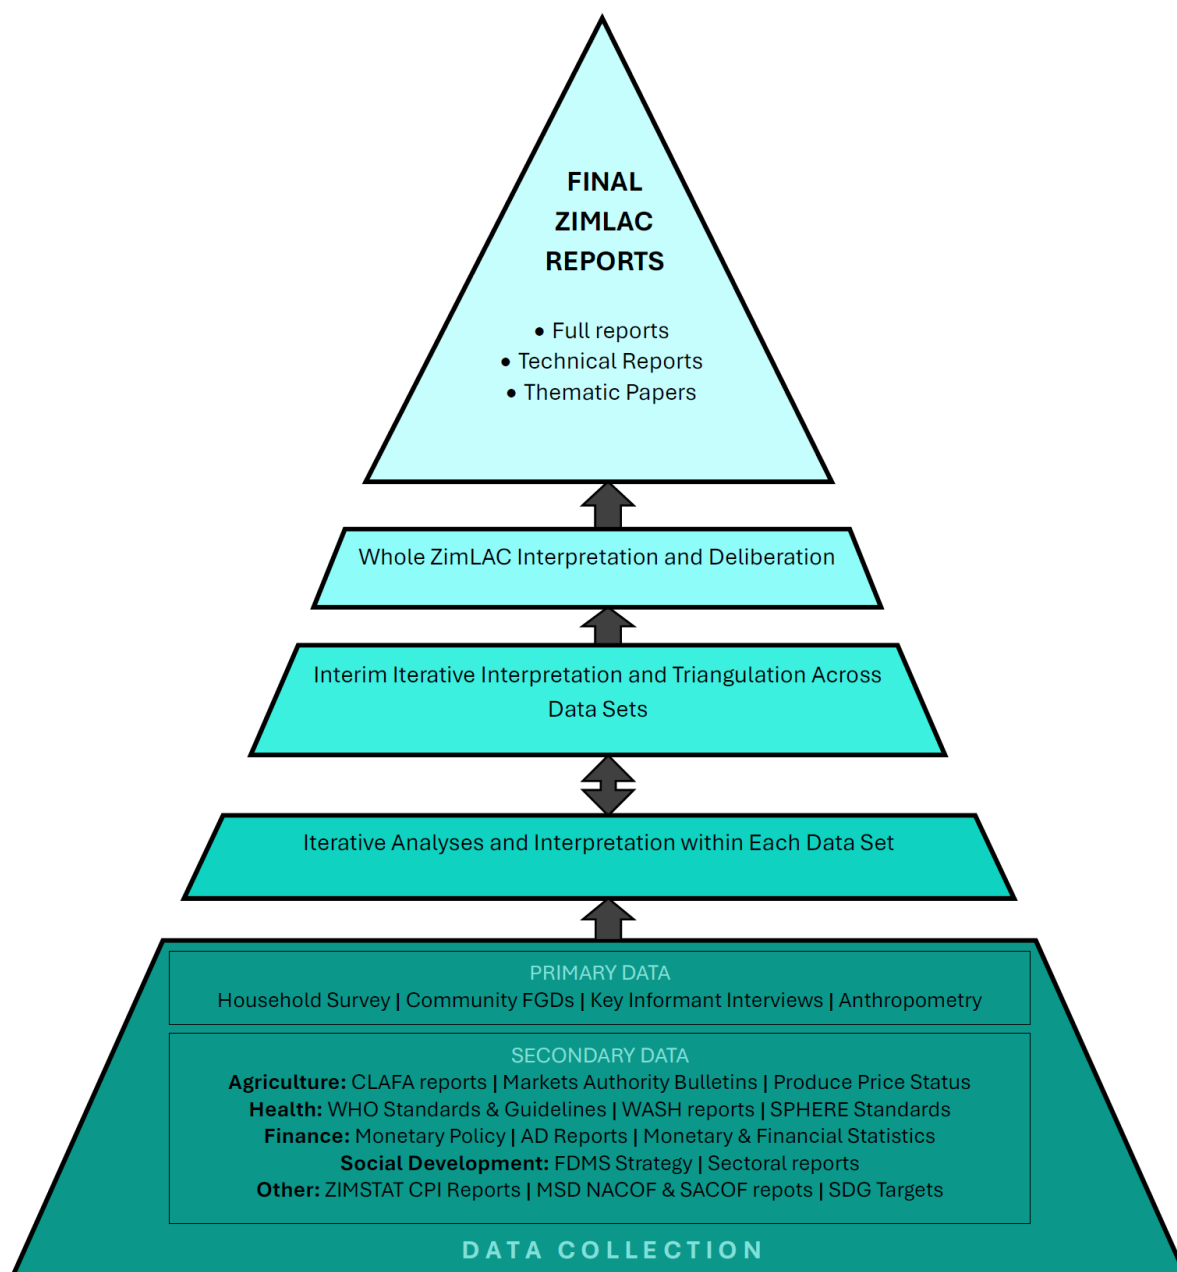 FINAL
ZIMLAC
REPORTS
• Full reports
• Technical Reports
• Thematic Papers
Whole ZimLAC Interpretation and Deliberation
Interim Iterative Interpretation and Triangulation Across
Data Sets
Iterative Analyses and Interpretation within Each Data Set
PRIMARY DATA
Household Survey | Community FGDs | Key Informant Interviews | Anthropometry
SECONDARY DATA
Agriculture: CLAFA reports | Markets Authority Bulletins | Produce Price Status
Health: WHO Standards & Guidelines | WASH reports | SPHERE Standards
Finance: Monetary Policy | AD Reports | Monetary & Financial Statistics
Social Development: FDMS Strategy | Sectoral reports
Other: ZIMSTAT CPI Reports | MSD NACOF & SACOF repots | SDG Targets
DATA COLLECTION